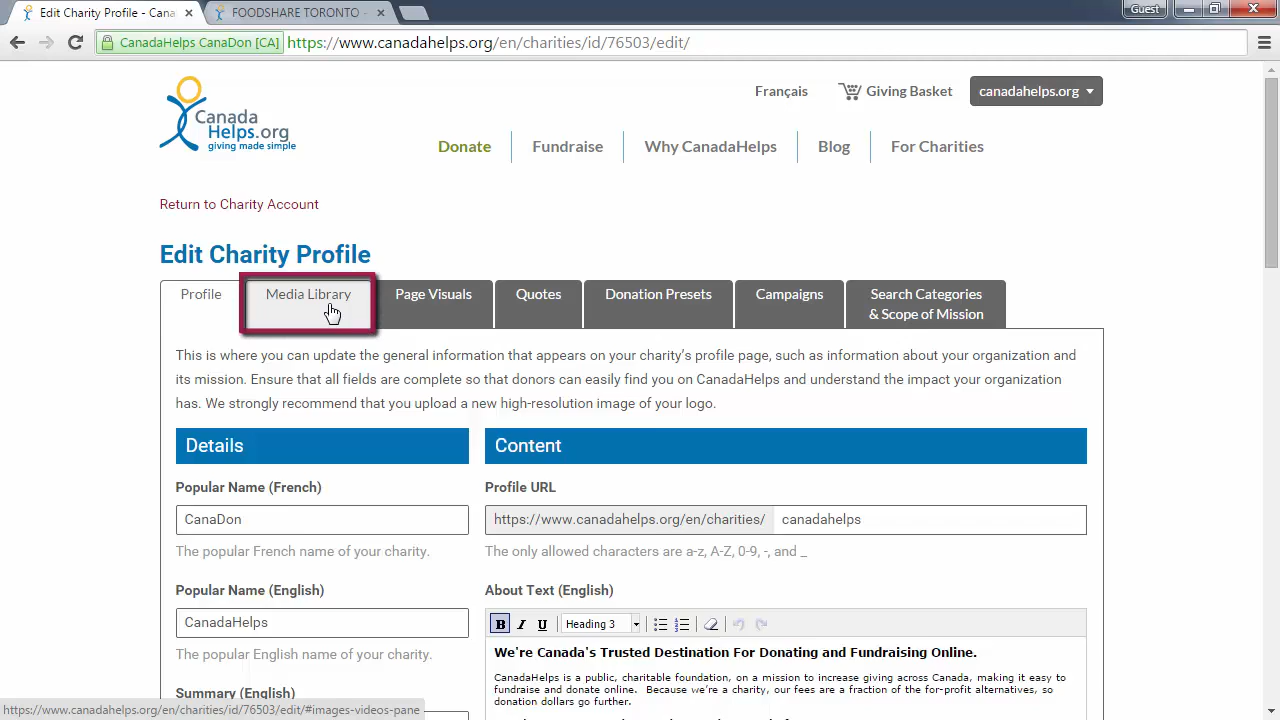 Edit Charity Profile - Cana
FOODSHARE TORONTO -
Guest
CanadaHelps CanaDon [CA]
https://www.canadahelps.org/en/charities/id/76503/edit/
Canada
Helps.org
giving made simple
Français
Giving Basket
canadahelps.org
Donate
Fundraise
Why CanadaHelps
Blog
For Charities
Return to Charity Account
Edit Charity Profile
Profile
Media Library
Page Visuals
Quotes
Donation Presets
Campaigns
Search Categories
& Scope of Mission
This is where you can update the general information that appears on your charity's profile page, such as information about your organization and
its mission. Ensure that all fields are complete so that donors can easily find you on CanadaHelps and understand the impact your organization
has. We strongly recommend that you upload a new high-resolution image of your logo.
Details
Content
Popular Name (French)
CanaDon
The popular French name of your charity.
Profile URL
https://www.canadahelps.org/en/charities/ canadahelps
The only allowed characters are a-z, A-Z, 0-9, -, and _
Popular Name (English)
CanadaHelps
The popular English name of your charity.
Summary (English)
About Text (English)
B I U Heading 3
We're Canada's Trusted Destination For Donating and Fundraising Online.
CanadaHelps is a public, charitable foundation, on a mission to increase giving across Canada, making it easy to
fundraise and donate online. Because we're a charity, our fees are a fraction of the for-profit alternatives, so
donation dollars go further.
https://www.canadahelps.org/en/charities/id/76503/edit/#images-videos-pane